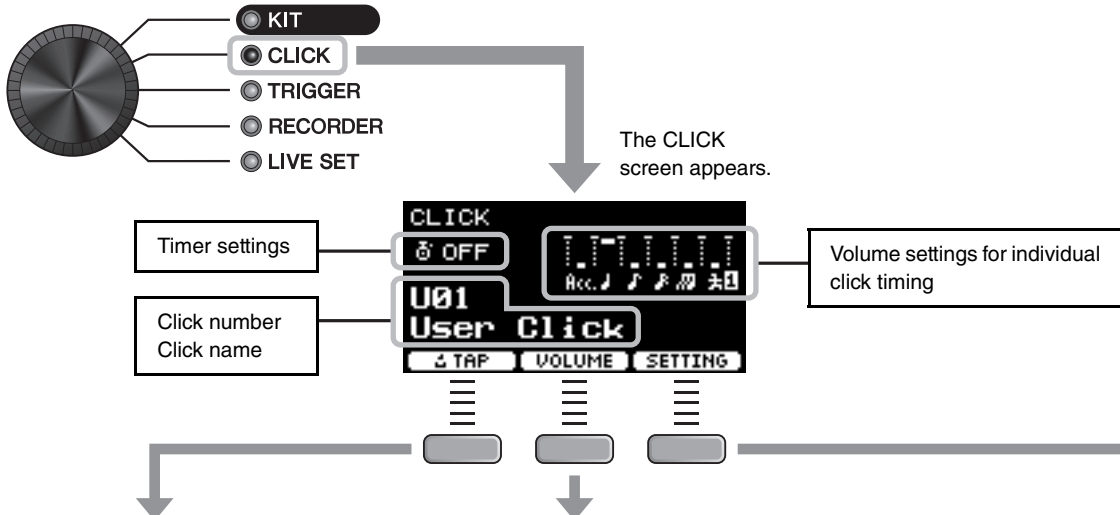 KIT
CLICK
TRIGGER
RECORDER
LIVE SET
The CLICK
screen appears.
CLICK
OFF
Acc.
1
U01
User Click
TAP
VOLUME
SETTING
Timer settings
Click number
Click name
Volume settings for individual
click timing